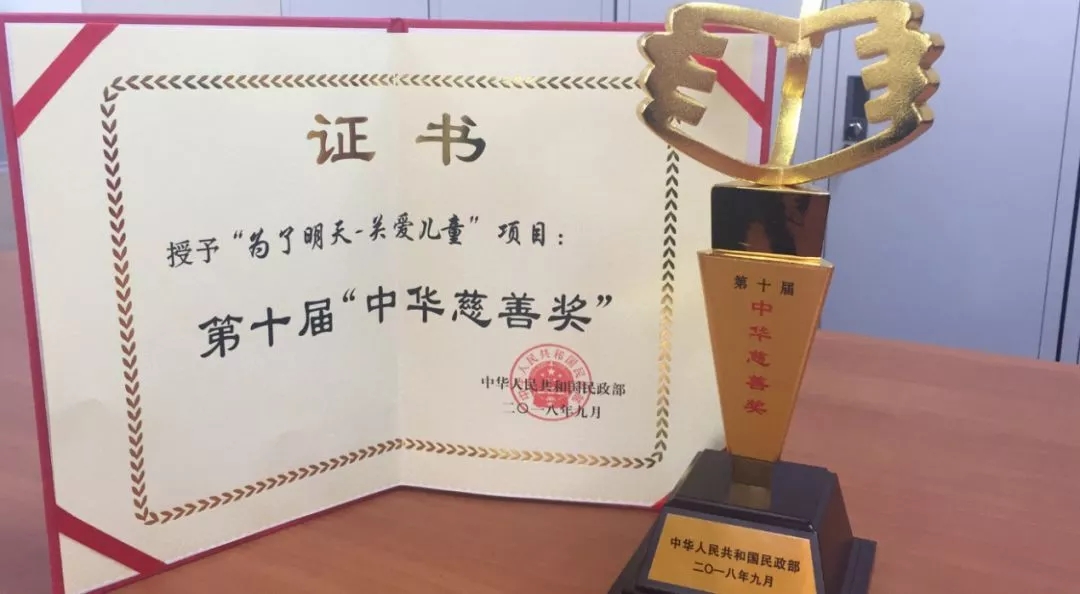 证书
授予“为了明天-关爱儿童”项目：
第十届“中华慈善奖”
中华人民共和国民政部
二〇一八年九月
第十届
中华慈善奖
中华人民共和国民政部
二〇一八年九月